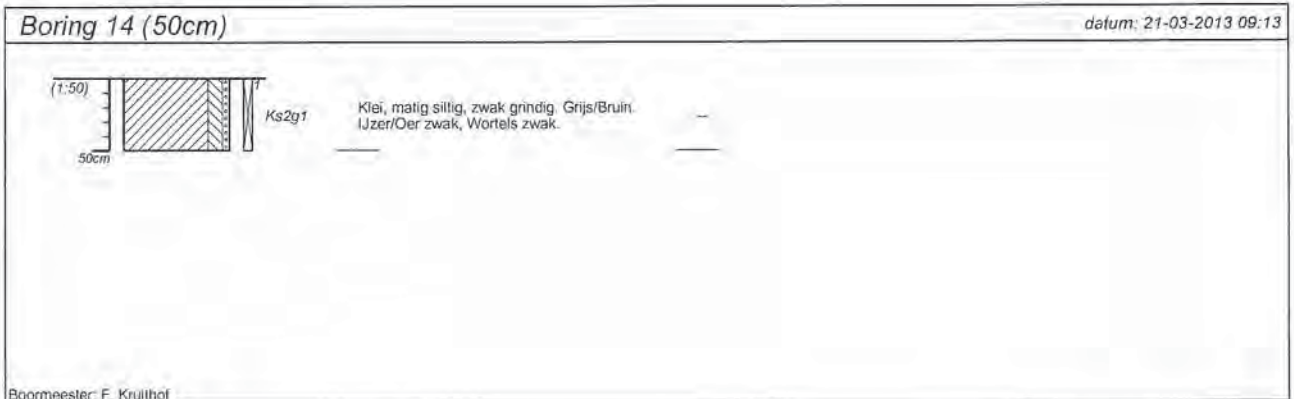 Boring 14 (50cm)
datum: 21-03-2013 09:13
(1:50)
1
Ks2g1
Klei, matig siltig, zwak grindig. Grijs/Bruin.
IJzer/Oer zwak, Wortels zwak.
50cm
Boormeester: F. Kruithof